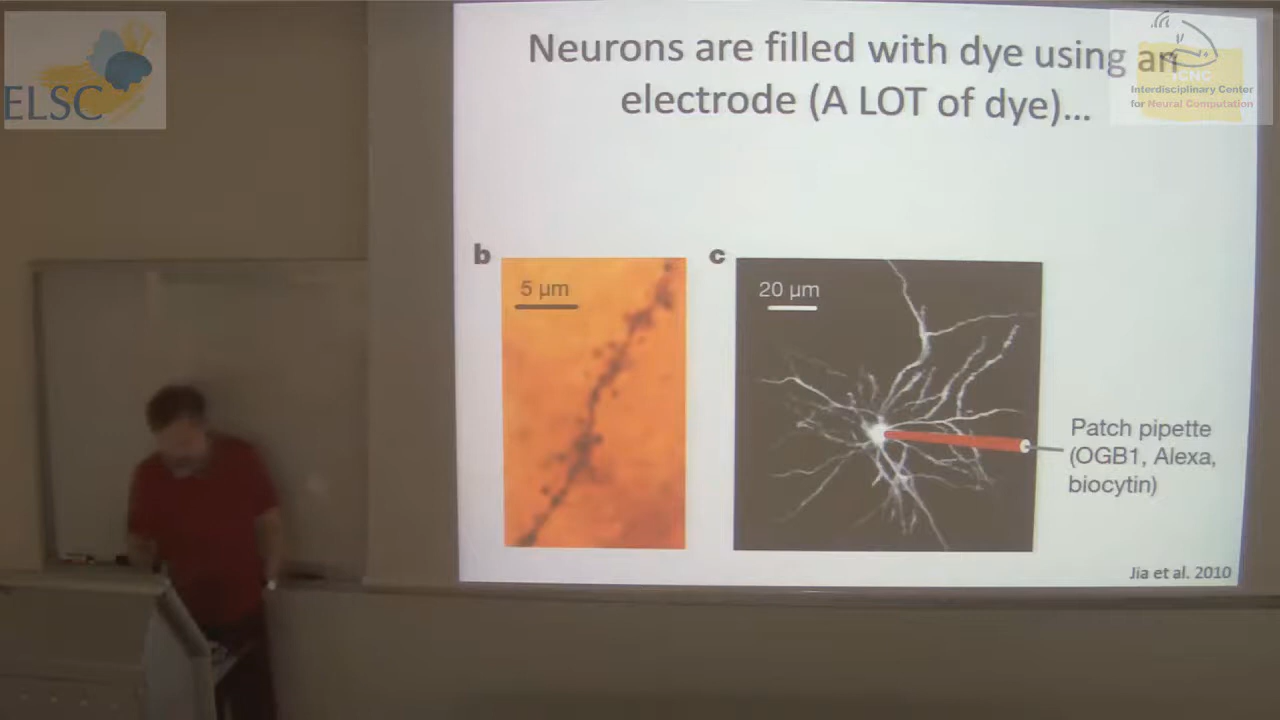 ELSC
ICNC
Interdisciplinary Center
for Neural Computation
Neurons are filled with dye using an
electrode (A LOT of dye)...
b
5 µm
c
20 µm
Patch pipette
(OGB1, Alexa,
biocytin)
Jia et al. 2010